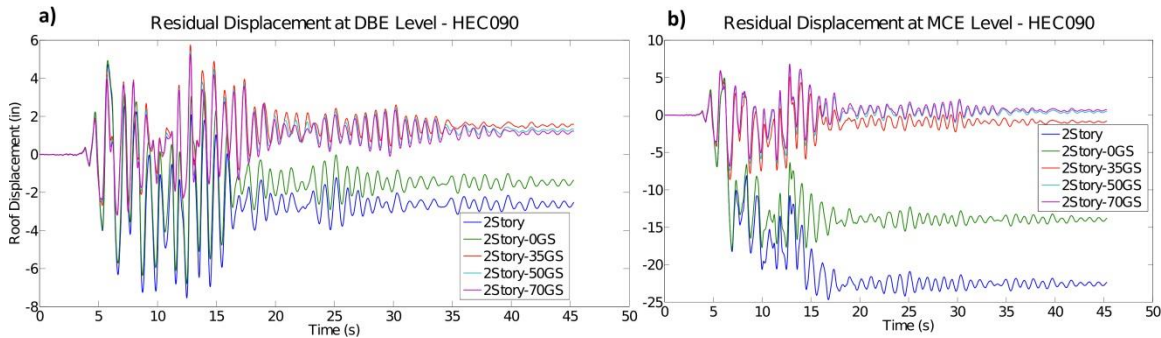 a)
Residual Displacement at DBE Level - HEC090
Roof Displacement (in)
6
4
2
0
-2
-4
-6
-8
0
5
10
15
20
25
30
35
40
45
50
Time (s)
2Story
2Story-0GS
2Story-35GS
2Story-50GS
2Story-70GS
b)
Residual Displacement at MCE Level - HEC090
10
5
0
-5
-10
-15
-20
-25
0
5
10
15
20
25
30
35
40
45
50
Time (s)
2Story
2Story-0GS
2Story-35GS
2Story-50GS
2Story-70GS